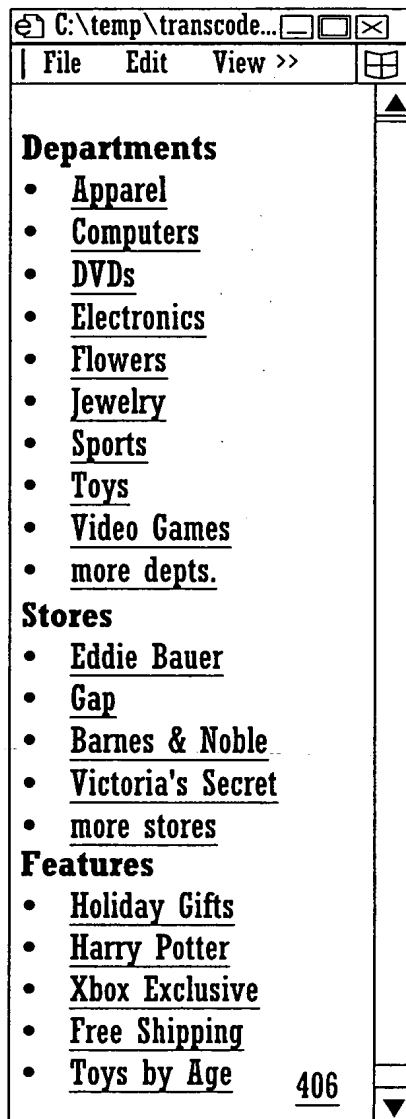 C:\temp\transcode...
File Edit View >>
Departments
• Apparel
• Computers
• DVDs
• Electronics
• Flowers
• Jewelry
• Sports
• Toys
• Video Games
• more depts.
Stores
• Eddie Bauer
• Gap
• Barnes & Noble
• Victoria's Secret
• more stores
Features
• Holiday Gifts
• Harry Potter
• Xbox Exclusive
• Free Shipping
• Toys by Age
406